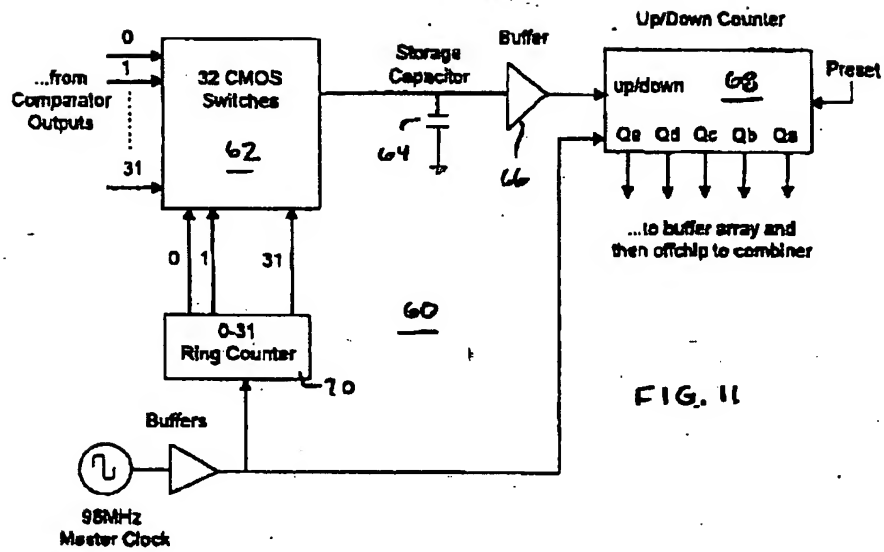 Up/Down Counter
Buffer
Storage
Capacitor
0
1
...from
Comparator
Outputs
31
32 CMOS
Switches
62
64
66
up/down
68
Preset
Qe Qd Qc Qb Qa
...to buffer array and
then offchip to combiner
0 1 31
60
0-31
Ring Counter
70
FIG. 11
Buffers
98MHz
Master Clock